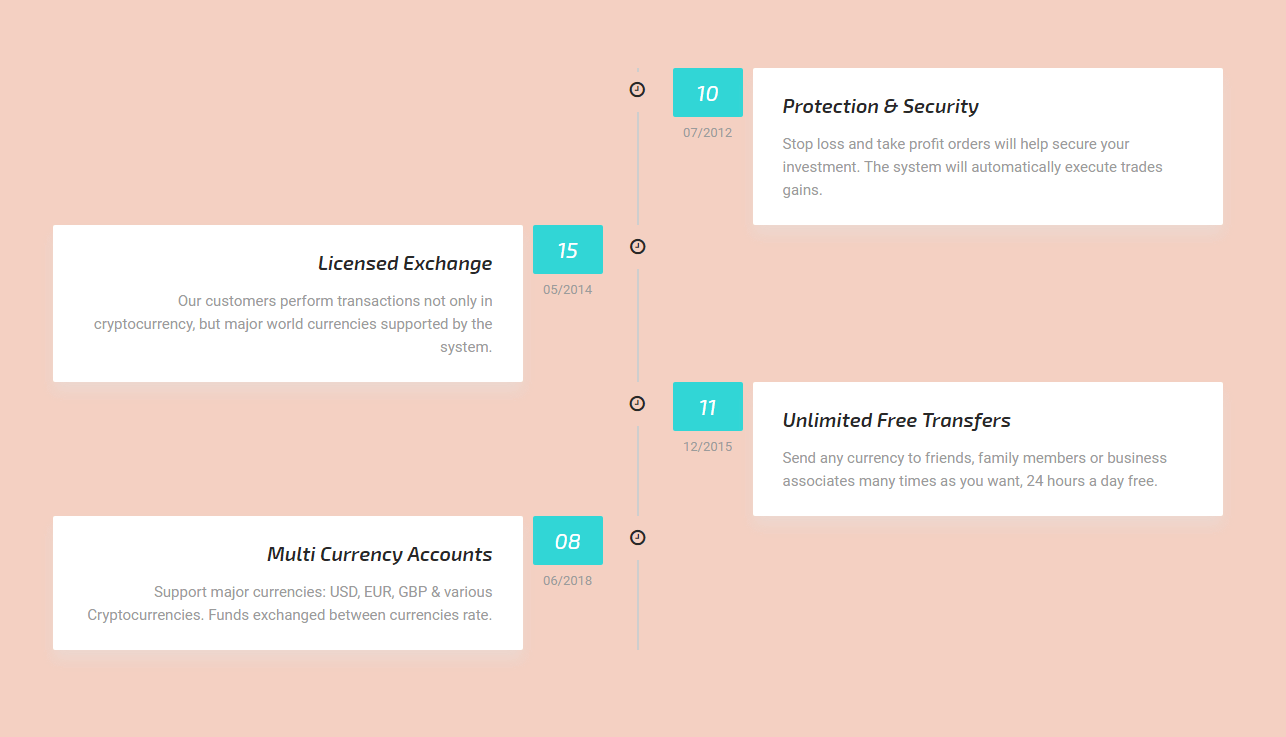 10
07/2012
Protection & Security
Stop loss and take profit orders will help secure your
investment. The system will automatically execute trades
gains.
Licensed Exchange
Our customers perform transactions not only in
cryptocurrency, but major world currencies supported by the
system.
15
05/2014
11
12/2015
Unlimited Free Transfers
Send any currency to friends, family members or business
associates many times as you want, 24 hours a day free.
Multi Currency Accounts
Support major currencies: USD, EUR, GBP & various
Cryptocurrencies. Funds exchanged between currencies rate.
08
06/2018